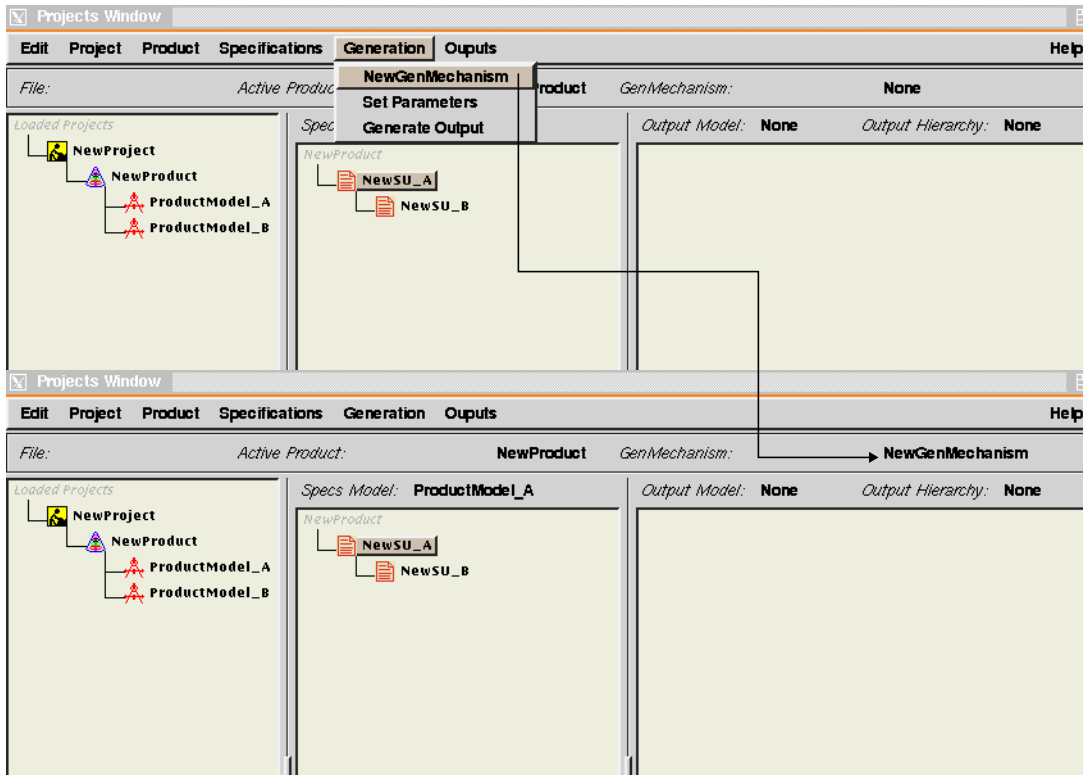 Projects Window
Edit Project Product Specifications Generation Ouputs Help
NewGenMechanism
File: Active Produc roduct GenMechanism: None
Set Parameters
Loaded Projects Spec Generate Output Output Model: None Output Hierarchy: None
NewProject NewProduct
NewProduct NewSU_A
ProductModel_A NewSU_B
ProductModel_B
Projects Window
Edit Project Product Specifications Generation Ouputs Help
File: Active Product: NewProduct GenMechanism: NewGenMechanism
Loaded Projects Specs Model: ProductModel_A Output Model: None Output Hierarchy: None
NewProject NewProduct
NewProduct NewSU_A
ProductModel_A NewSU_B
ProductModel_B